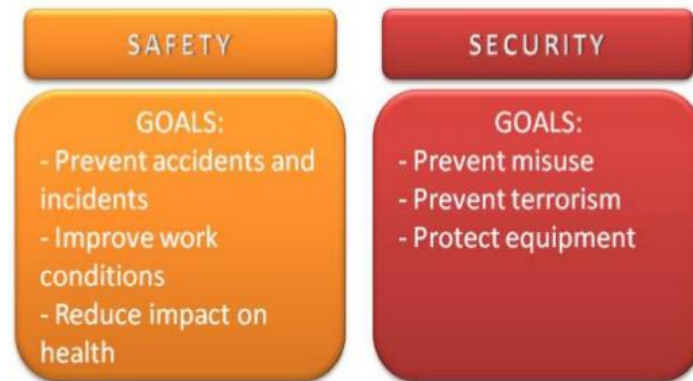 SAFETY
GOALS:
- Prevent accidents and
incidents
- Improve work
conditions
- Reduce impact on
health
SECURITY
GOALS:
- Prevent misuse
- Prevent terrorism
- Protect equipment